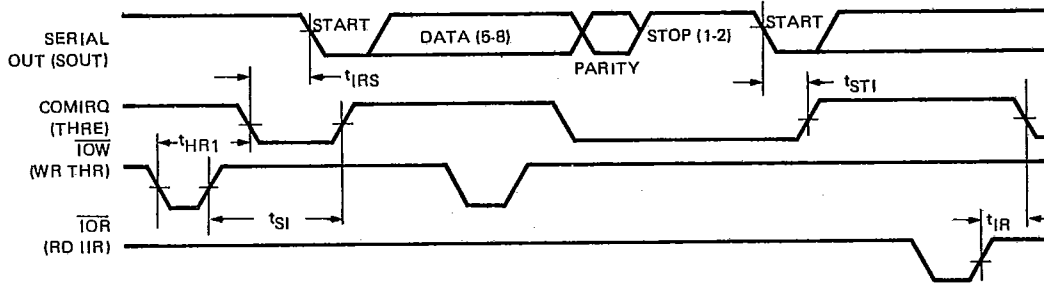 START
DATA (5-8)
STOP (1-2)
START
SERIAL
OUT (SOUT)
PARITY
tIRS
tSTI
COMIRQ
(THRE)
tHR1
IOW
(WR THR)
tSI
IOR
(RD IIR)
tIR